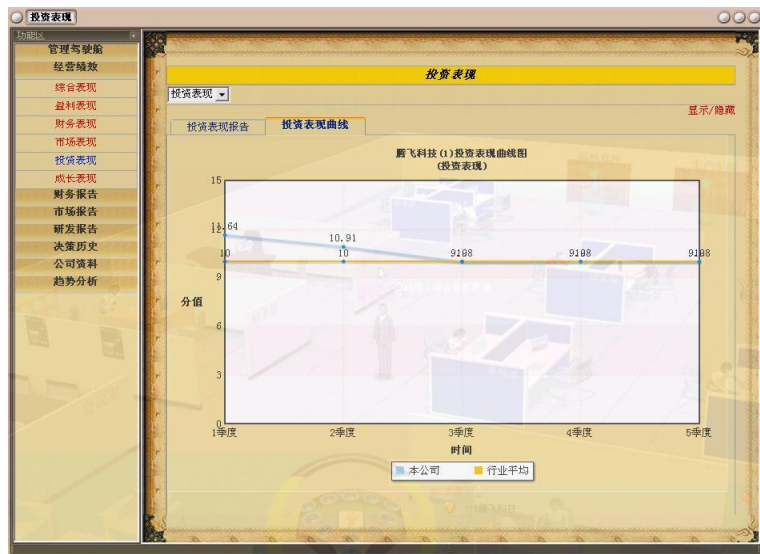 投资表现
功能区
管理驾驶舱
经营绩效
综合表现
盈利表现
财务表现
市场表现
投资表现
成长表现
财务报告
市场报告
研发报告
决策历史
公司资料
趋势分析
投资表现
投资表现
显示/隐藏
投资表现报告
投资表现曲线
腾飞科技(1)投资表现曲线图
(投资表现)
15
12
9
6
3
0
分值
11.64
10.91
10
10
1季度
2季度
3季度
4季度
5季度
时间
本公司
行业平均